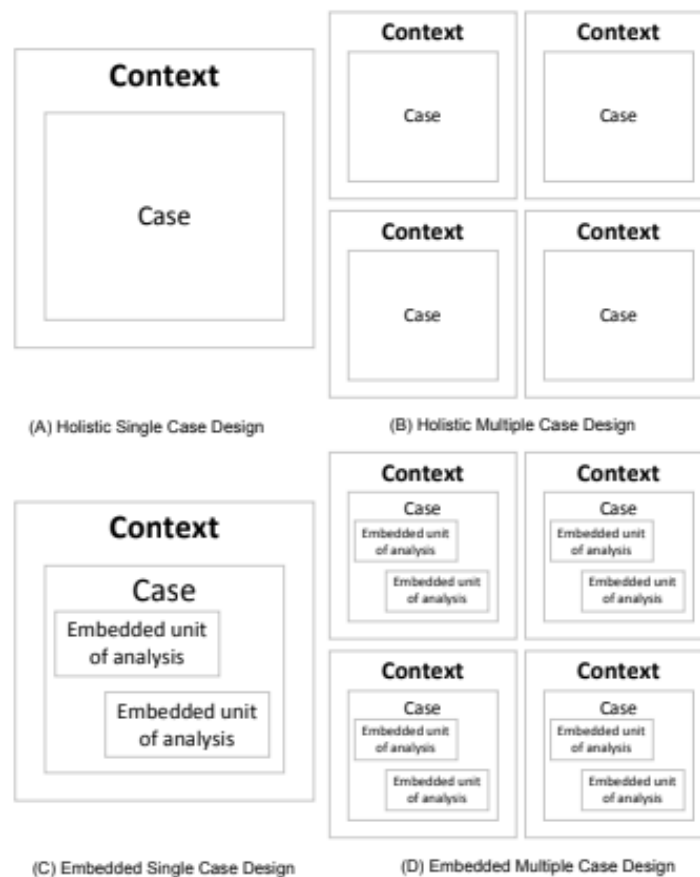 Context
Case
(A) Holistic Single Case Design
Context
Case
Context
Case
Context
Case
Context
Case
(B) Holistic Multiple Case Design
Context
Case
Embedded unit
of analysis
Embedded unit
of analysis
(C) Embedded Single Case Design
Context
Case
Embedded unit
of analysis
Embedded unit
of analysis
Context
Case
Embedded unit
of analysis
Embedded unit
of analysis
Context
Case
Embedded unit
of analysis
Embedded unit
of analysis
Context
Case
Embedded unit
of analysis
Embedded unit
of analysis
(D) Embedded Multiple Case Design